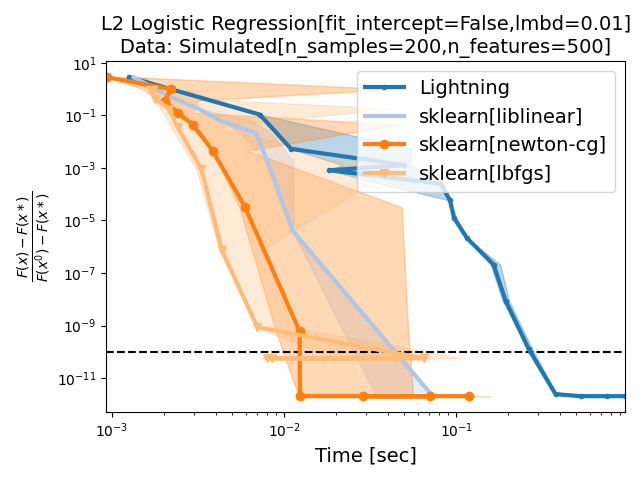 L2 Logistic Regression[fit_intercept=False,lmbd=0.01]
Data: Simulated[n_samples=200,n_features=500]
10¹
10⁻¹
10⁻³
10⁻⁵
10⁻⁷
10⁻⁹
10⁻¹¹
F(x) − F(x*)
F(x⁰) − F(x*)
Lightning
sklearn[liblinear]
sklearn[newton-cg]
sklearn[lbfgs]
10⁻³ 10⁻² 10⁻¹
Time [sec]